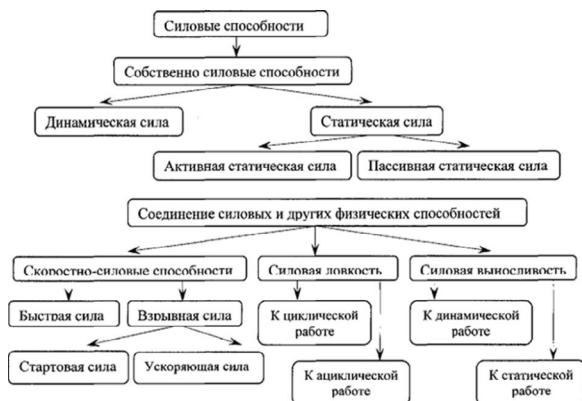 Силовые способности
Собственно силовые способности
Динамическая сила
Статическая сила
Активная статическая сила
Пассивная статическая сила
Соединение силовых и других физических способностей
Скоростно-силовые способности
Силовая ловкость
Силовая выносливость
Быстрая сила
Взрывная сила
К циклической
работе
К динамической
работе
Стартовая сила
Ускоряющая сила
К ациклической
работе
К статической
работе